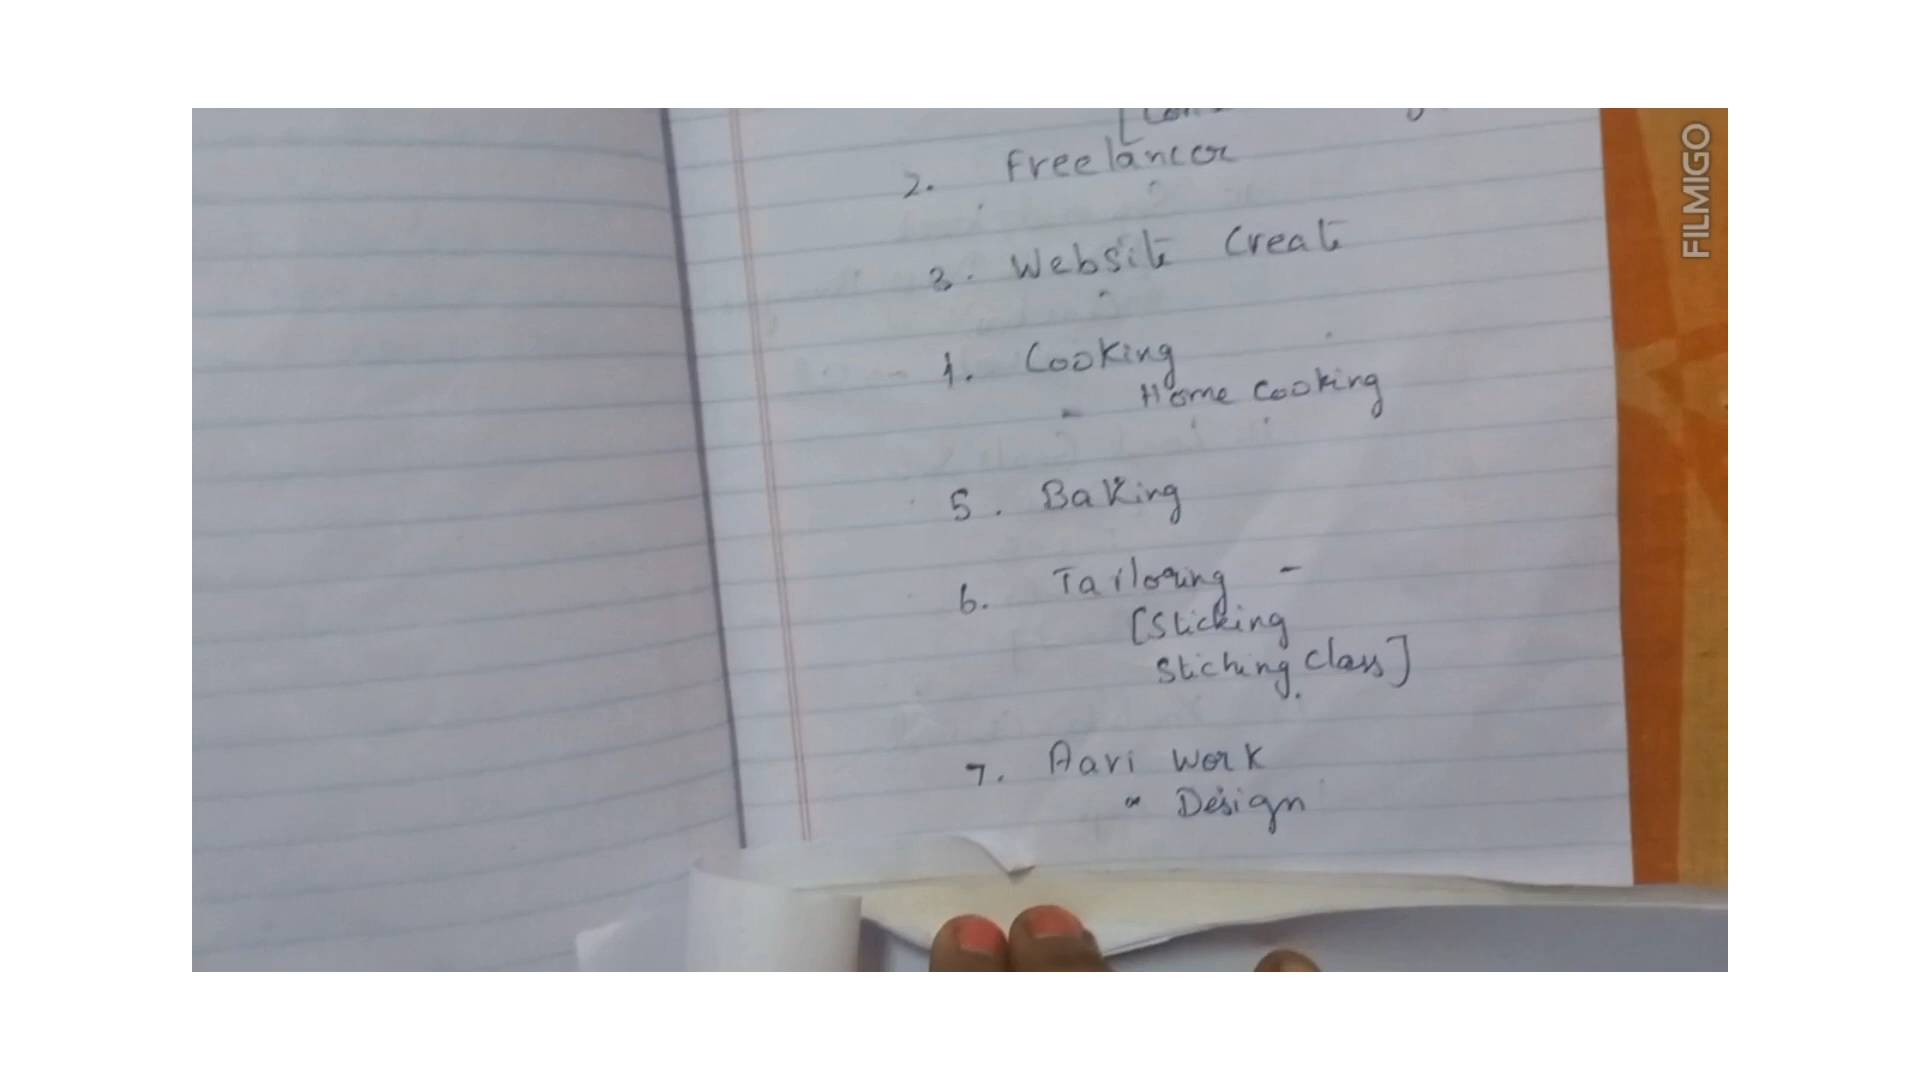 2. Freelancer
3. Website Create
4. Cooking
- Home Cooking
5. Baking
6. Tailoring -
[Sticking
Stiching Class]
7. Aari Work
" Design
FILMIGO